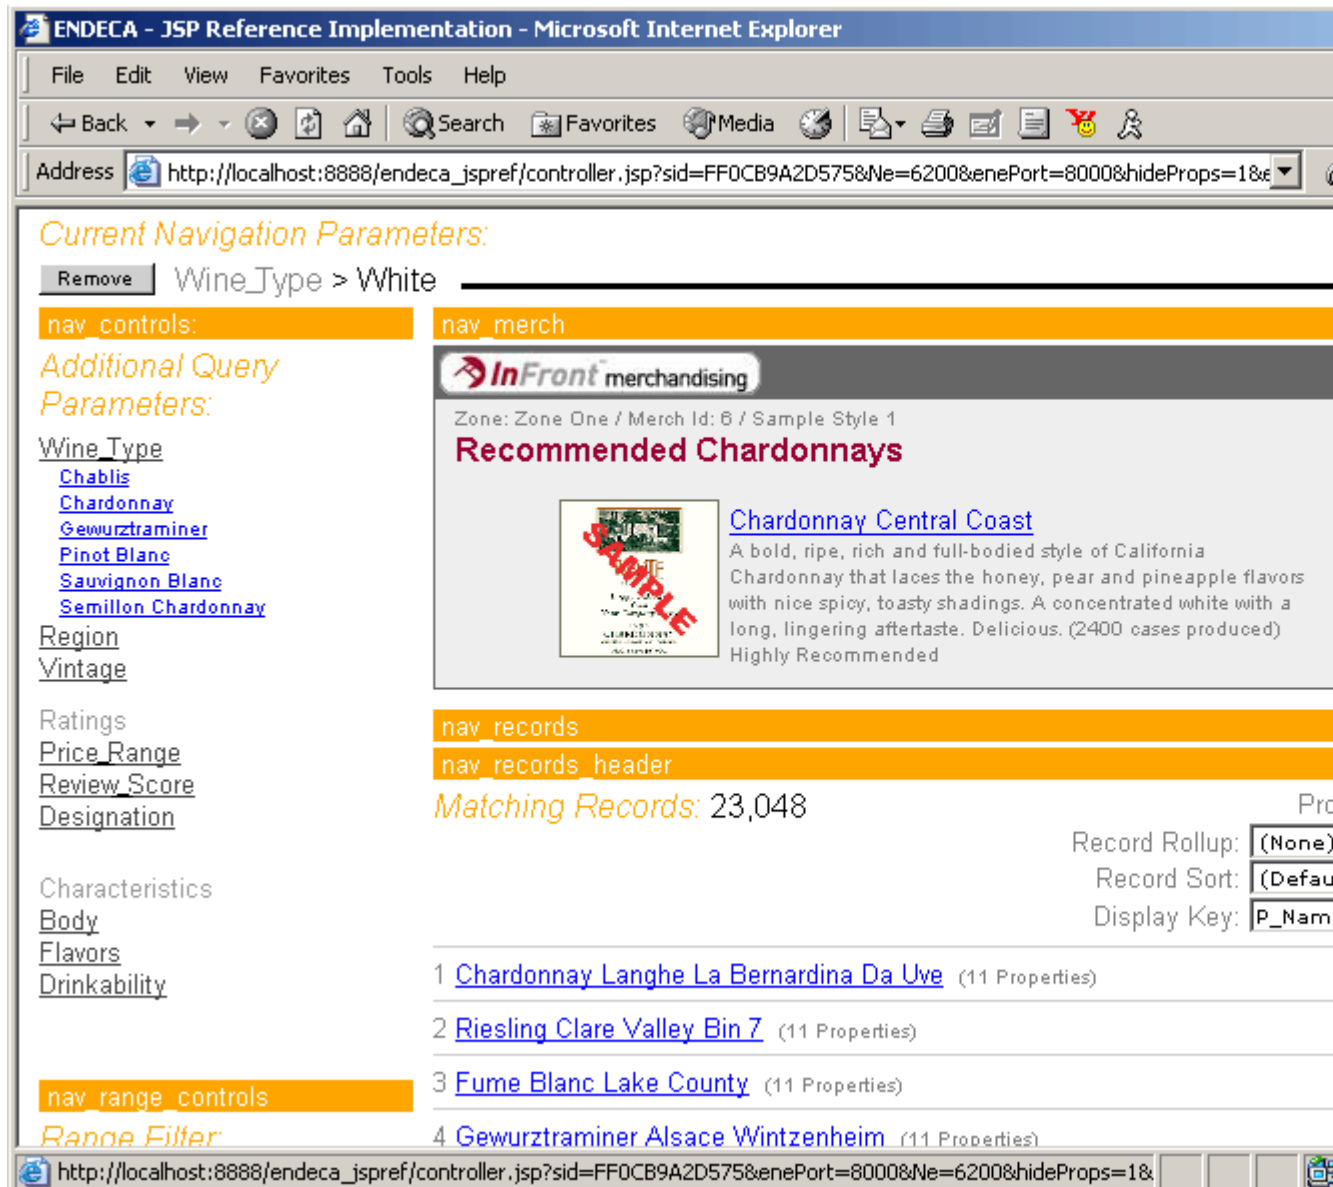 ENDECA - JSP Reference Implementation - Microsoft Internet Explorer
File Edit View Favorites Tools Help
Back Search Favorites Media
Address http://localhost:8888/endeca_jspref/controller.jsp?sid=FF0CB9A2D575&Ne=6200&enePort=8000&hideProps=1&e
Current Navigation Parameters:
Remove Wine_Type > White
nav_controls:
Additional Query
Parameters:
Wine_Type
Chablis
Chardonnay
Gewurztraminer
Pinot Blanc
Sauvignon Blanc
Semillon Chardonnay
Region
Vintage
Ratings
Price_Range
Review_Score
Designation
Characteristics
Body
Flavors
Drinkability
nav_range_controls
Range Filter:
nav_merch
InFront merchandising
Zone: Zone One / Merch Id: 6 / Sample Style 1
Recommended Chardonnays
SAMPLE
CHARDONNAY
Chardonnay Central Coast
A bold, ripe, rich and full-bodied style of California
Chardonnay that laces the honey, pear and pineapple flavors
with nice spicy, toasty shadings. A concentrated white with a
long, lingering aftertaste. Delicious. (2400 cases produced)
Highly Recommended
nav_records
nav_records_header
Matching Records: 23,048
Pro
Record Rollup: (None)
Record Sort: (Defau
Display Key: P_Nam
1 Chardonnay Langhe La Bernardina Da Uve (11 Properties)
2 Riesling Clare Valley Bin 7 (11 Properties)
3 Fume Blanc Lake County (11 Properties)
4 Gewurztraminer Alsace Wintzenheim (11 Properties)
http://localhost:8888/endeca_jspref/controller.jsp?sid=FF0CB9A2D575&enePort=8000&Ne=6200&hideProps=1&